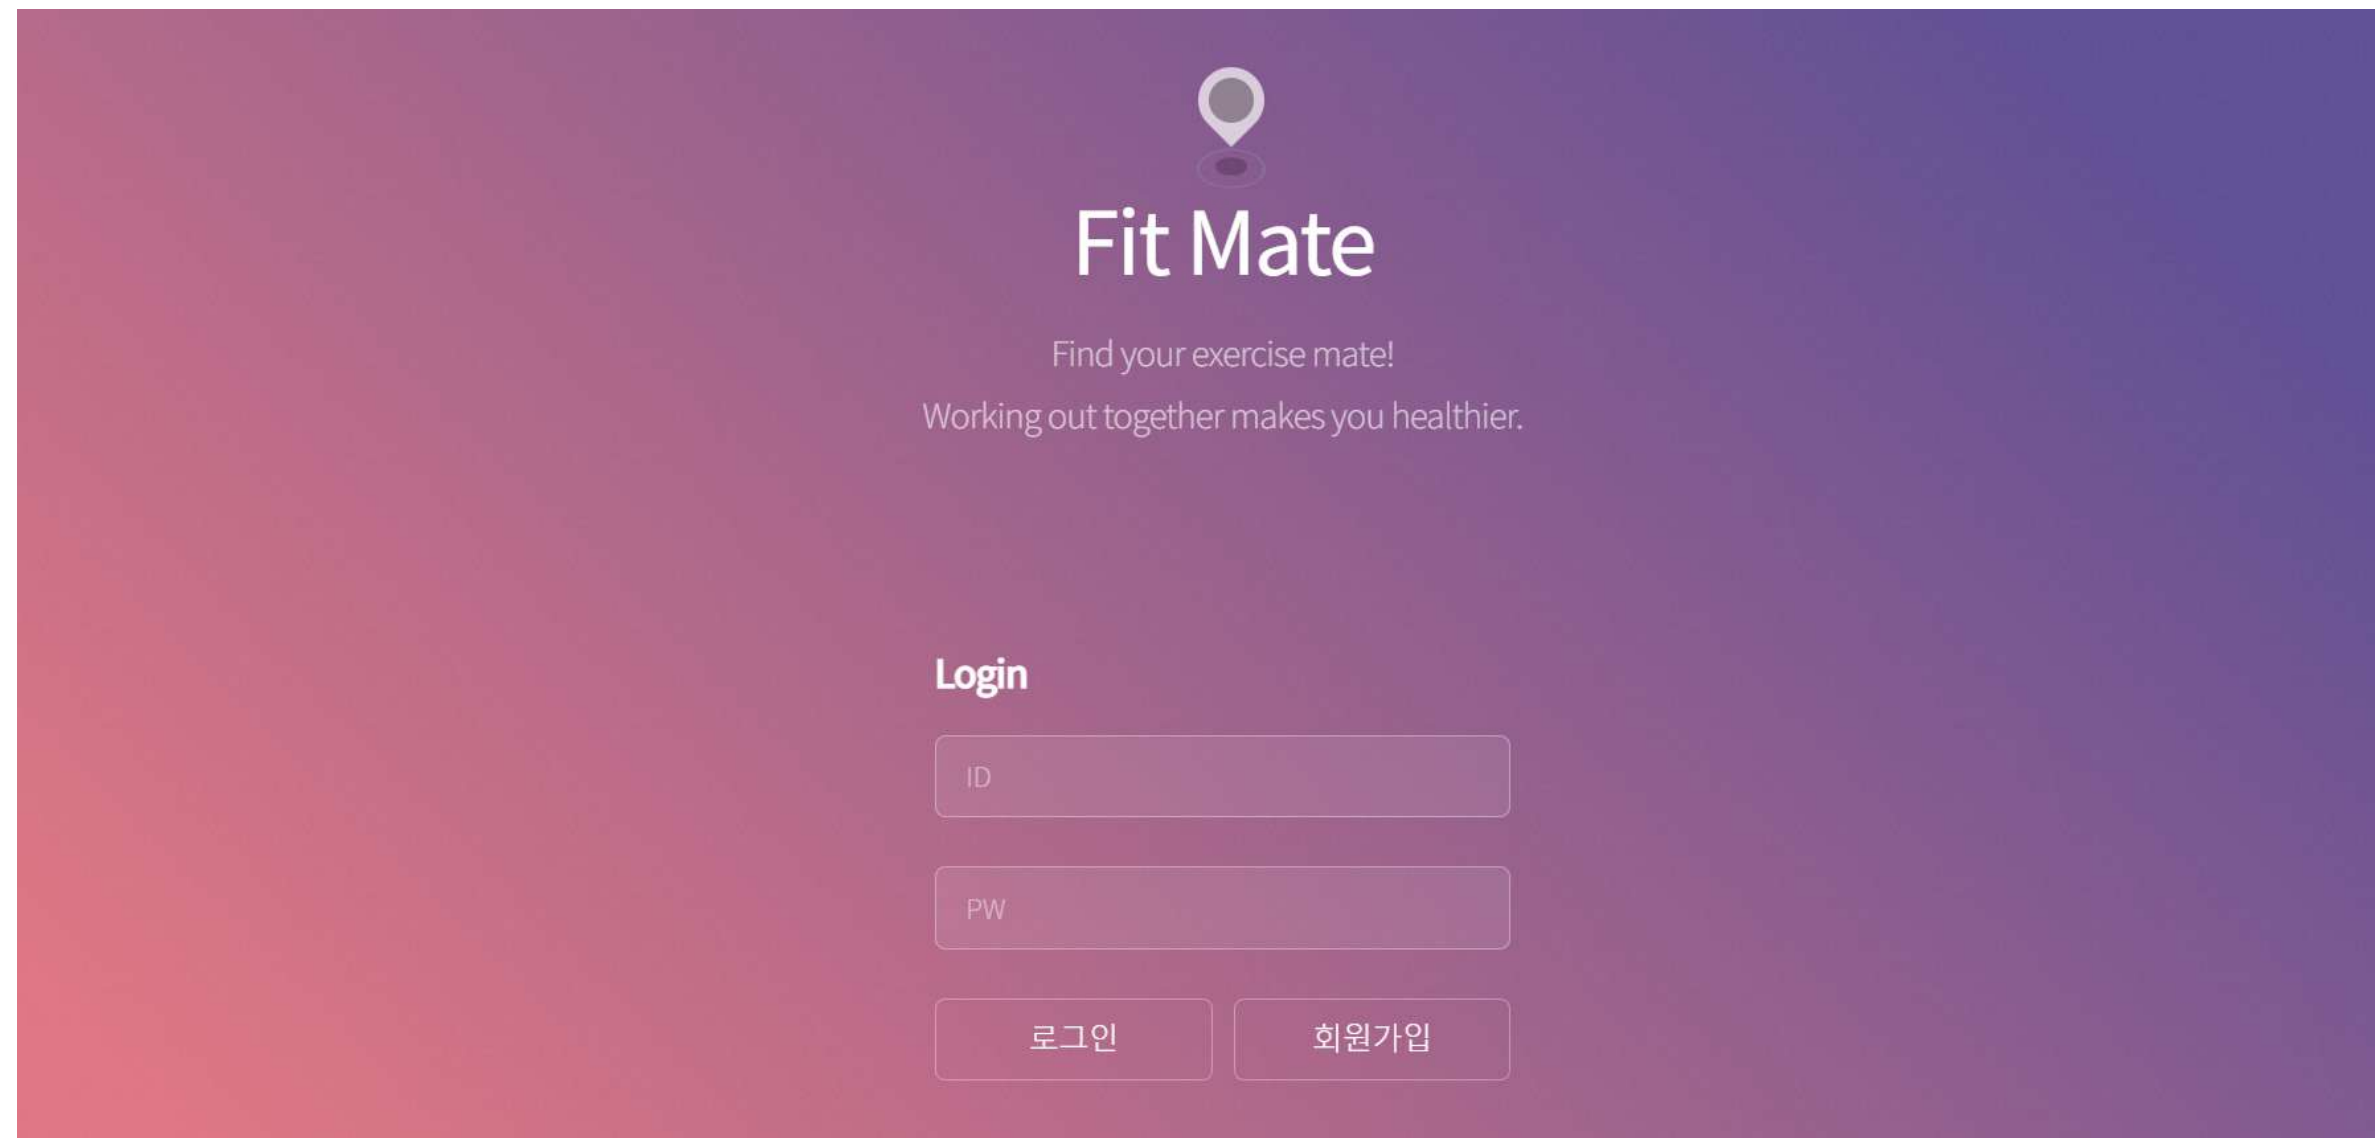 Fit Mate
Find your exercise mate!
Working out together makes you healthier.
Login
ID
PW
로그인
회원가입